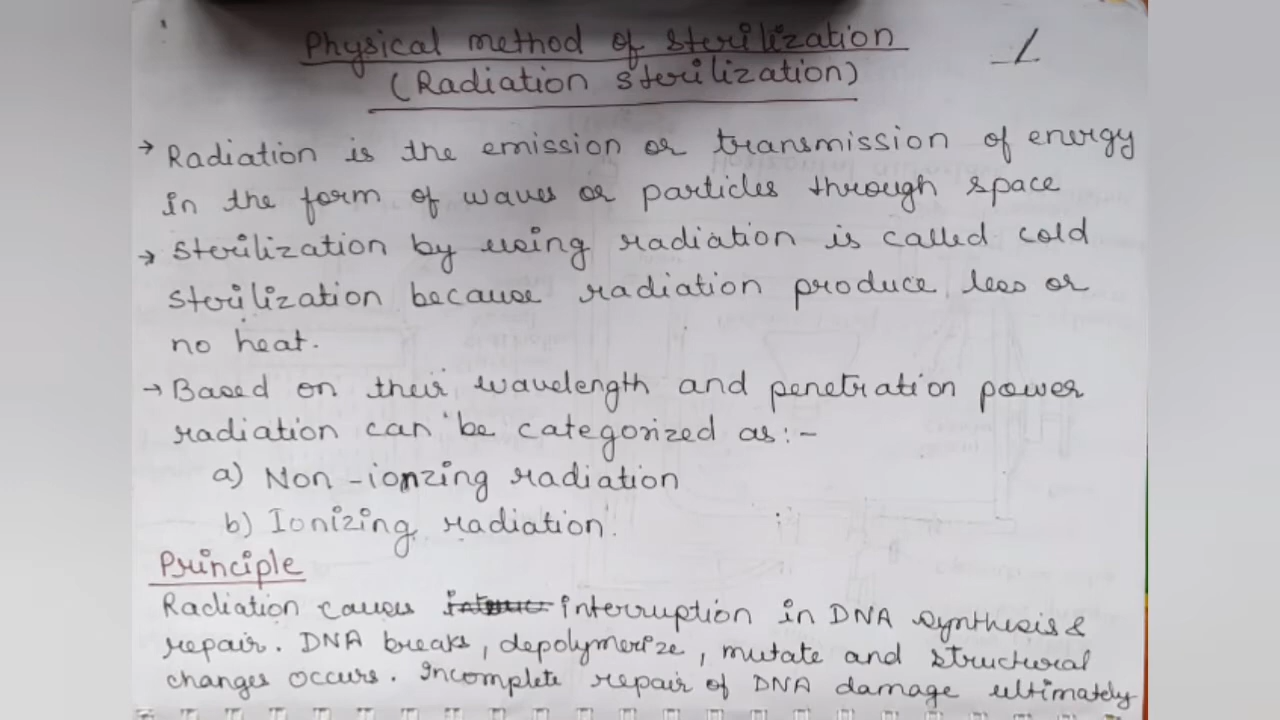 Physical method of sterilization
(Radiation sterilization)
→ Radiation is the emission or transmission of energy
in the form of waves or particles through space
→ Sterilization by using radiation is called cold
sterilization because radiation produce less or
no heat.
→ Based on their wavelength and penetration power
radiation can be categorized as:-
a) Non-ionzing radiation
b) Ionizing radiation.
Principle
Radiation causes interruption in DNA synthesis &
repair. DNA breaks, depolymerize, mutate and structural
changes occurs. Incomplete repair of DNA damage ultimately